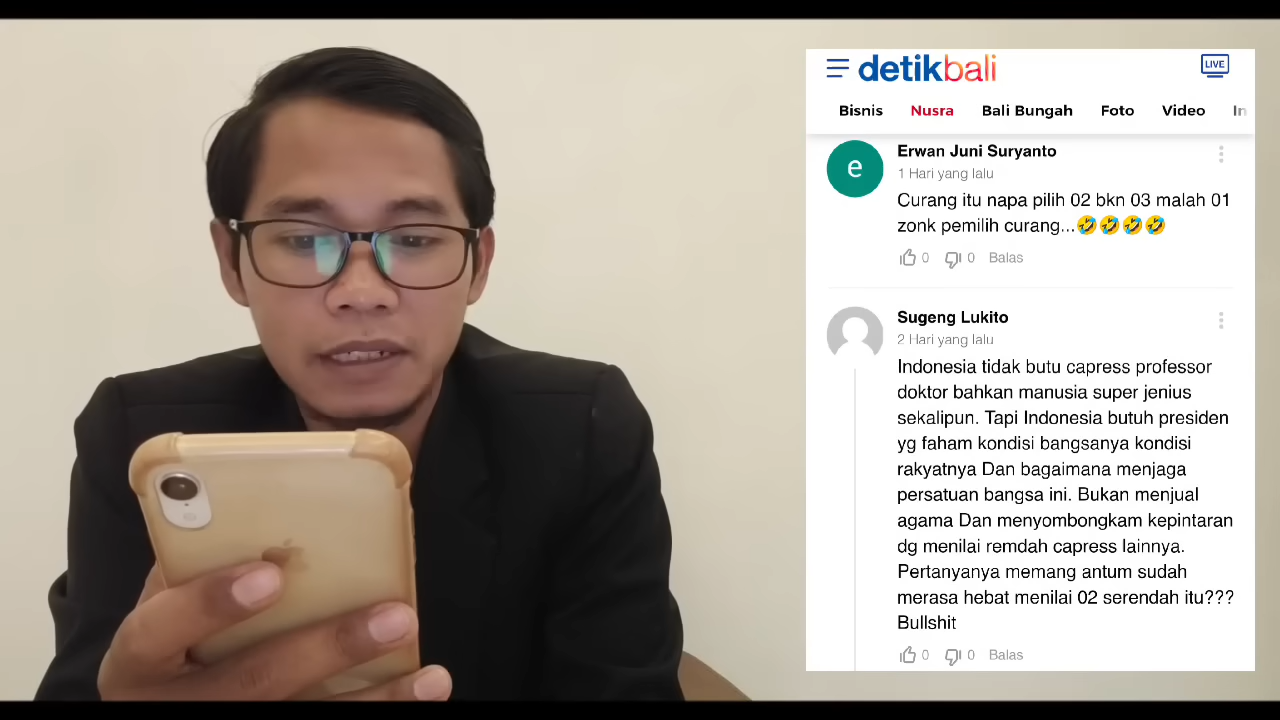 detikbali
LIVE
Bisnis Nusra Bali Bungah Foto Video In
e
Erwan Juni Suryanto
1 Hari yang lalu
Curang itu napa pilih 02 bkn 03 malah 01
zonk pemilih curang...🤣🤣🤣🤣
0 0 Balas
Sugeng Lukito
2 Hari yang lalu
Indonesia tidak butu capress professor
doktor bahkan manusia super jenius
sekalipun. Tapi Indonesia butuh presiden
yg faham kondisi bangsanya kondisi
rakyatnya Dan bagaimana menjaga
persatuan bangsa ini. Bukan menjual
agama Dan menyombongkam kepintaran
dg menilai remdah capress lainnya.
Pertanyanya memang antum sudah
merasa hebat menilai 02 serendah itu???
Bullshit
0 0 Balas